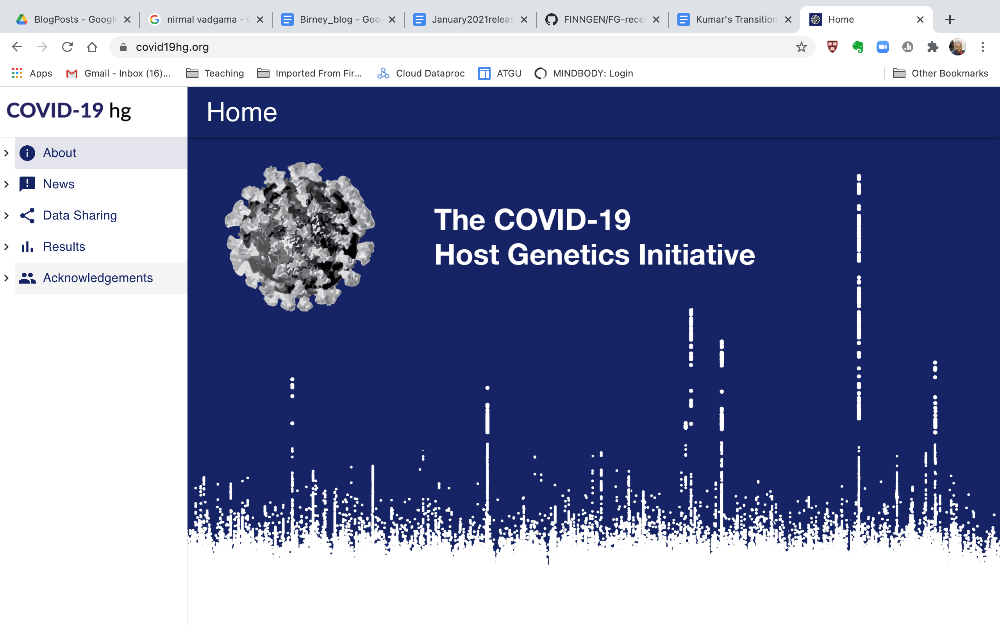 BlogPosts - Google
nirmal vadgama -
Birney_blog - Goo
January2021releas
FINNGEN/FG-reces
Kumar's Transition
Home
covid19hg.org
Apps
Gmail - Inbox (16)...
Teaching
Imported From Fir...
Cloud Dataproc
ATGU
MINDBODY: Login
Other Bookmarks
COVID-19 hg
Home
About
News
Data Sharing
Results
Acknowledgements
The COVID-19
Host Genetics Initiative